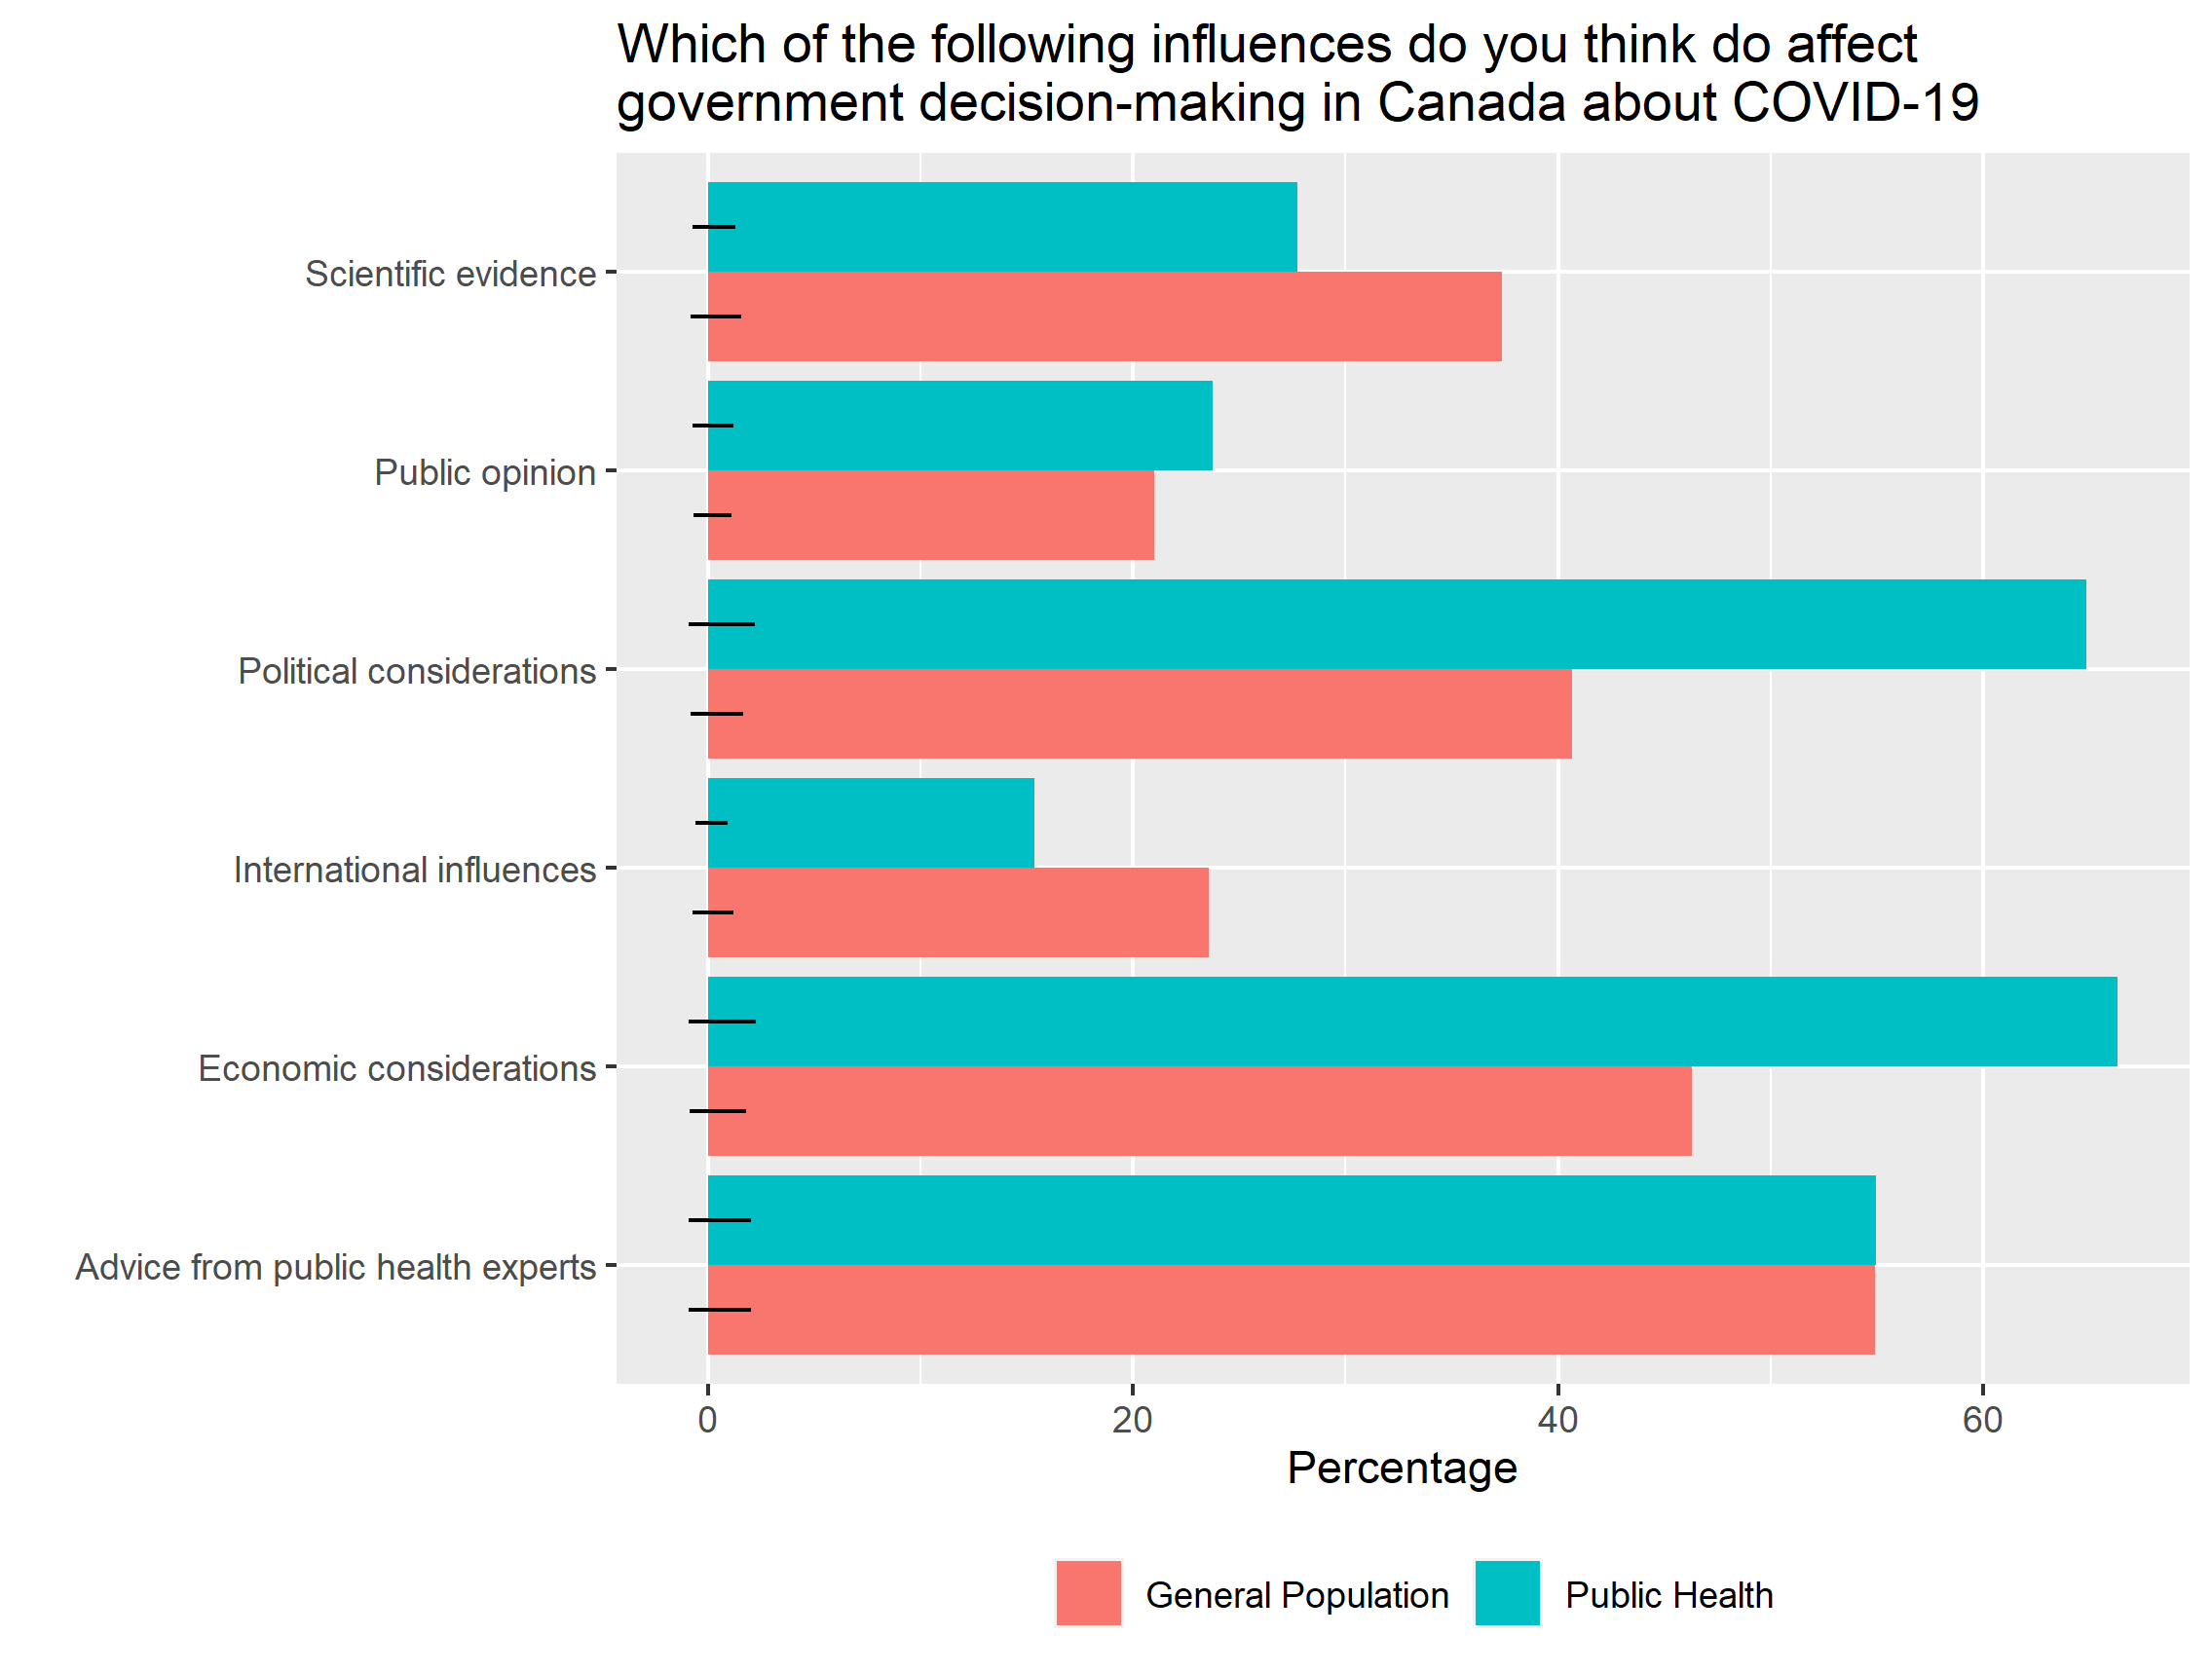 Which of the following influences do you think do affect
government decision-making in Canada about COVID-19
Scientific evidence
Public opinion
Political considerations
International influences
Economic considerations
Advice from public health experts
0 20 40 60
Percentage
General Population Public Health